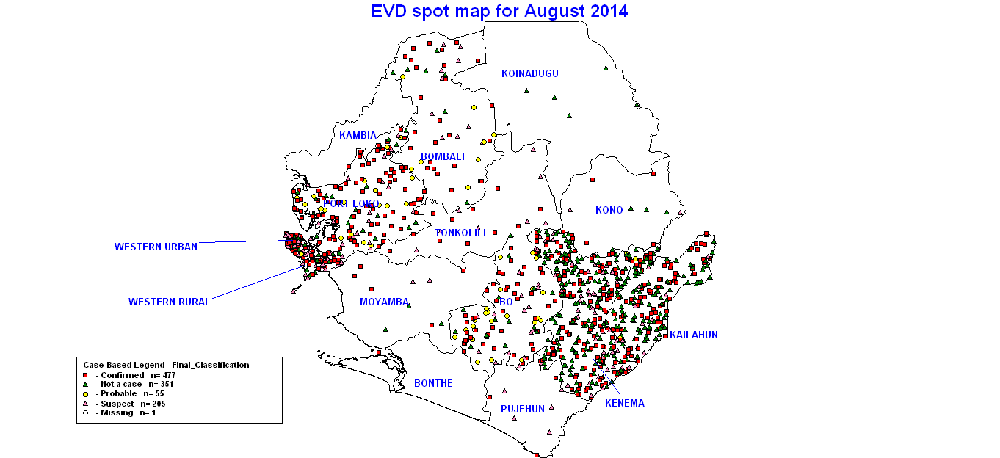 EVD spot map for August 2014
KOINADUGU
KAMBIA
BOMBALI
PORT LOKO
KONO
TONKOLILI
WESTERN URBAN
WESTERN RURAL
MOYAMBA
BO
KAILAHUN
BONTHE
KENEMA
PUJEHUN
Case-Based Legend - Final_Classification
- Confirmed n= 477
- Not a case n= 351
- Probable n= 55
- Suspect n= 205
- Missing n= 1